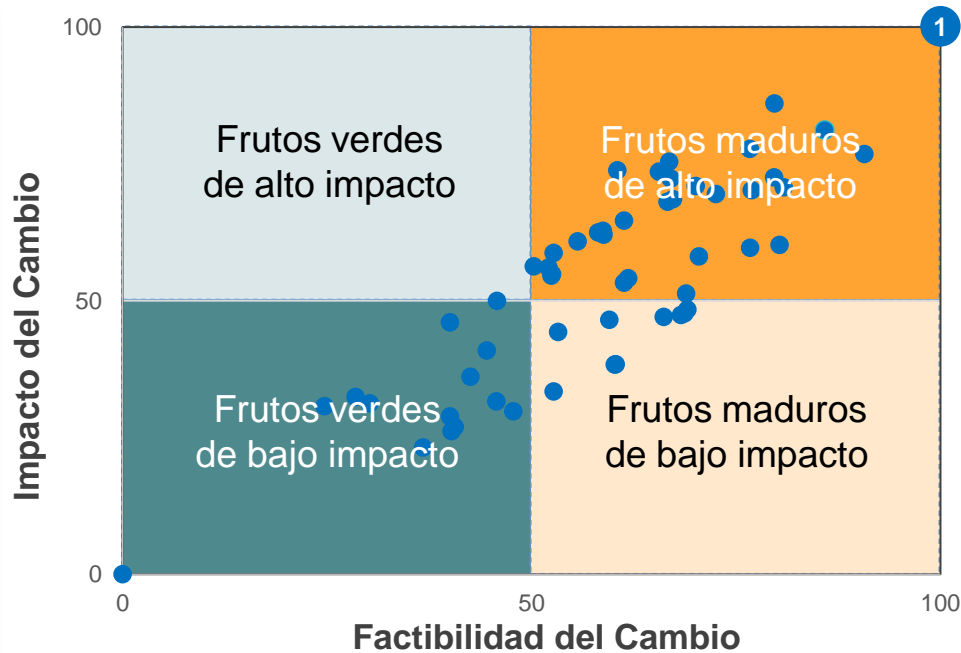 100
1
Frutos verdes
de alto impacto
Frutos maduros
de alto impacto
Impacto del Cambio
50
Frutos verdes
de bajo impacto
Frutos maduros
de bajo impacto
0
0
50
100
Factibilidad del Cambio